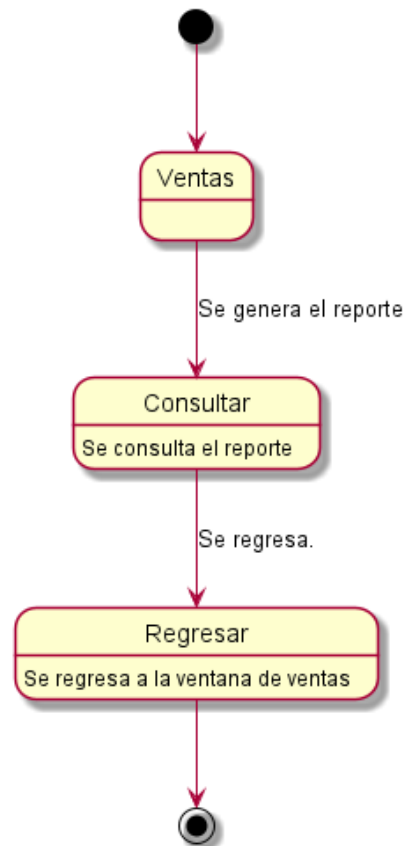 Ventas
Se genera el reporte
Consultar
Se consulta el reporte
Se regresa.
Regresar
Se regresa a la ventana de ventas